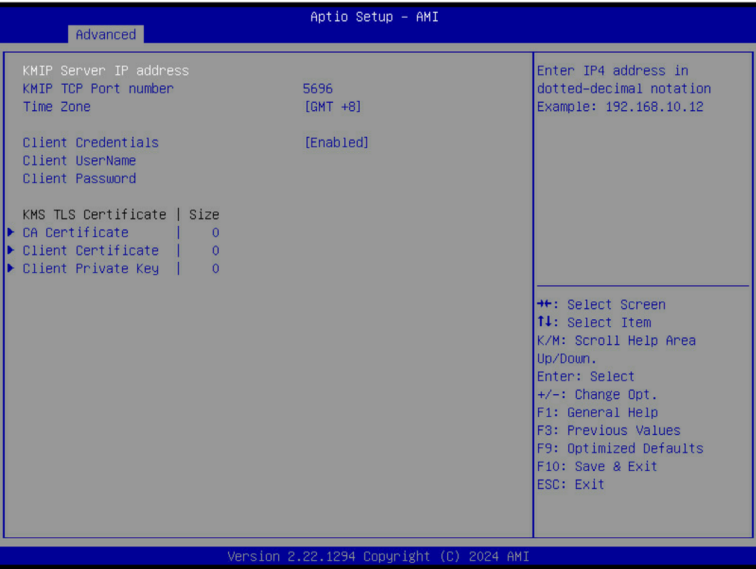 Aptio Setup – AMI
Advanced
KMIP Server IP address
KMIP TCP Port number 5696
Time Zone [GMT +8]
Client Credentials [Enabled]
Client UserName
Client Password
KMS TLS Certificate | Size
CA Certificate | 0
Client Certificate | 0
Client Private Key | 0
Enter IP4 address in
dotted-decimal notation
Example: 192.168.10.12
→←: Select Screen
↑↓: Select Item
K/M: Scroll Help Area
Up/Down.
Enter: Select
+/-: Change Opt.
F1: General Help
F3: Previous Values
F9: Optimized Defaults
F10: Save & Exit
ESC: Exit
Version 2.22.1294 Copyright (C) 2024 AMI